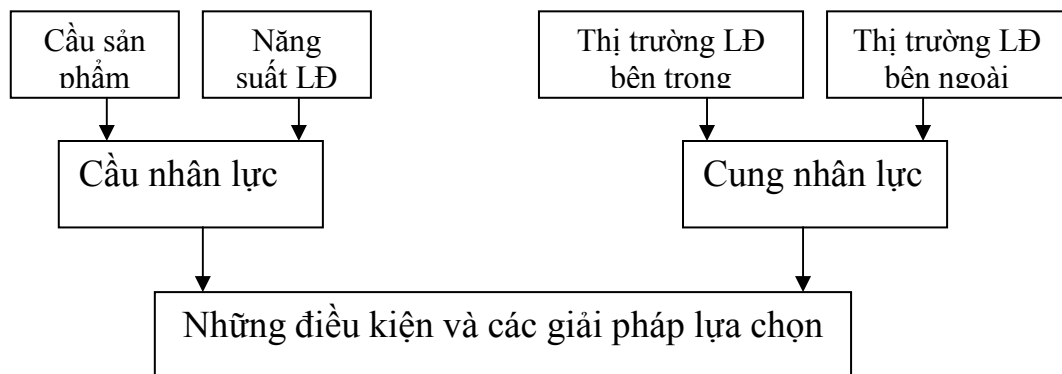 Cầu sản
phẩm
Năng
suất LĐ
Thị trường LĐ
bên trong
Thị trường LĐ
bên ngoài
Cầu nhân lực
Cung nhân lực
Những điều kiện và các giải pháp lựa chọn